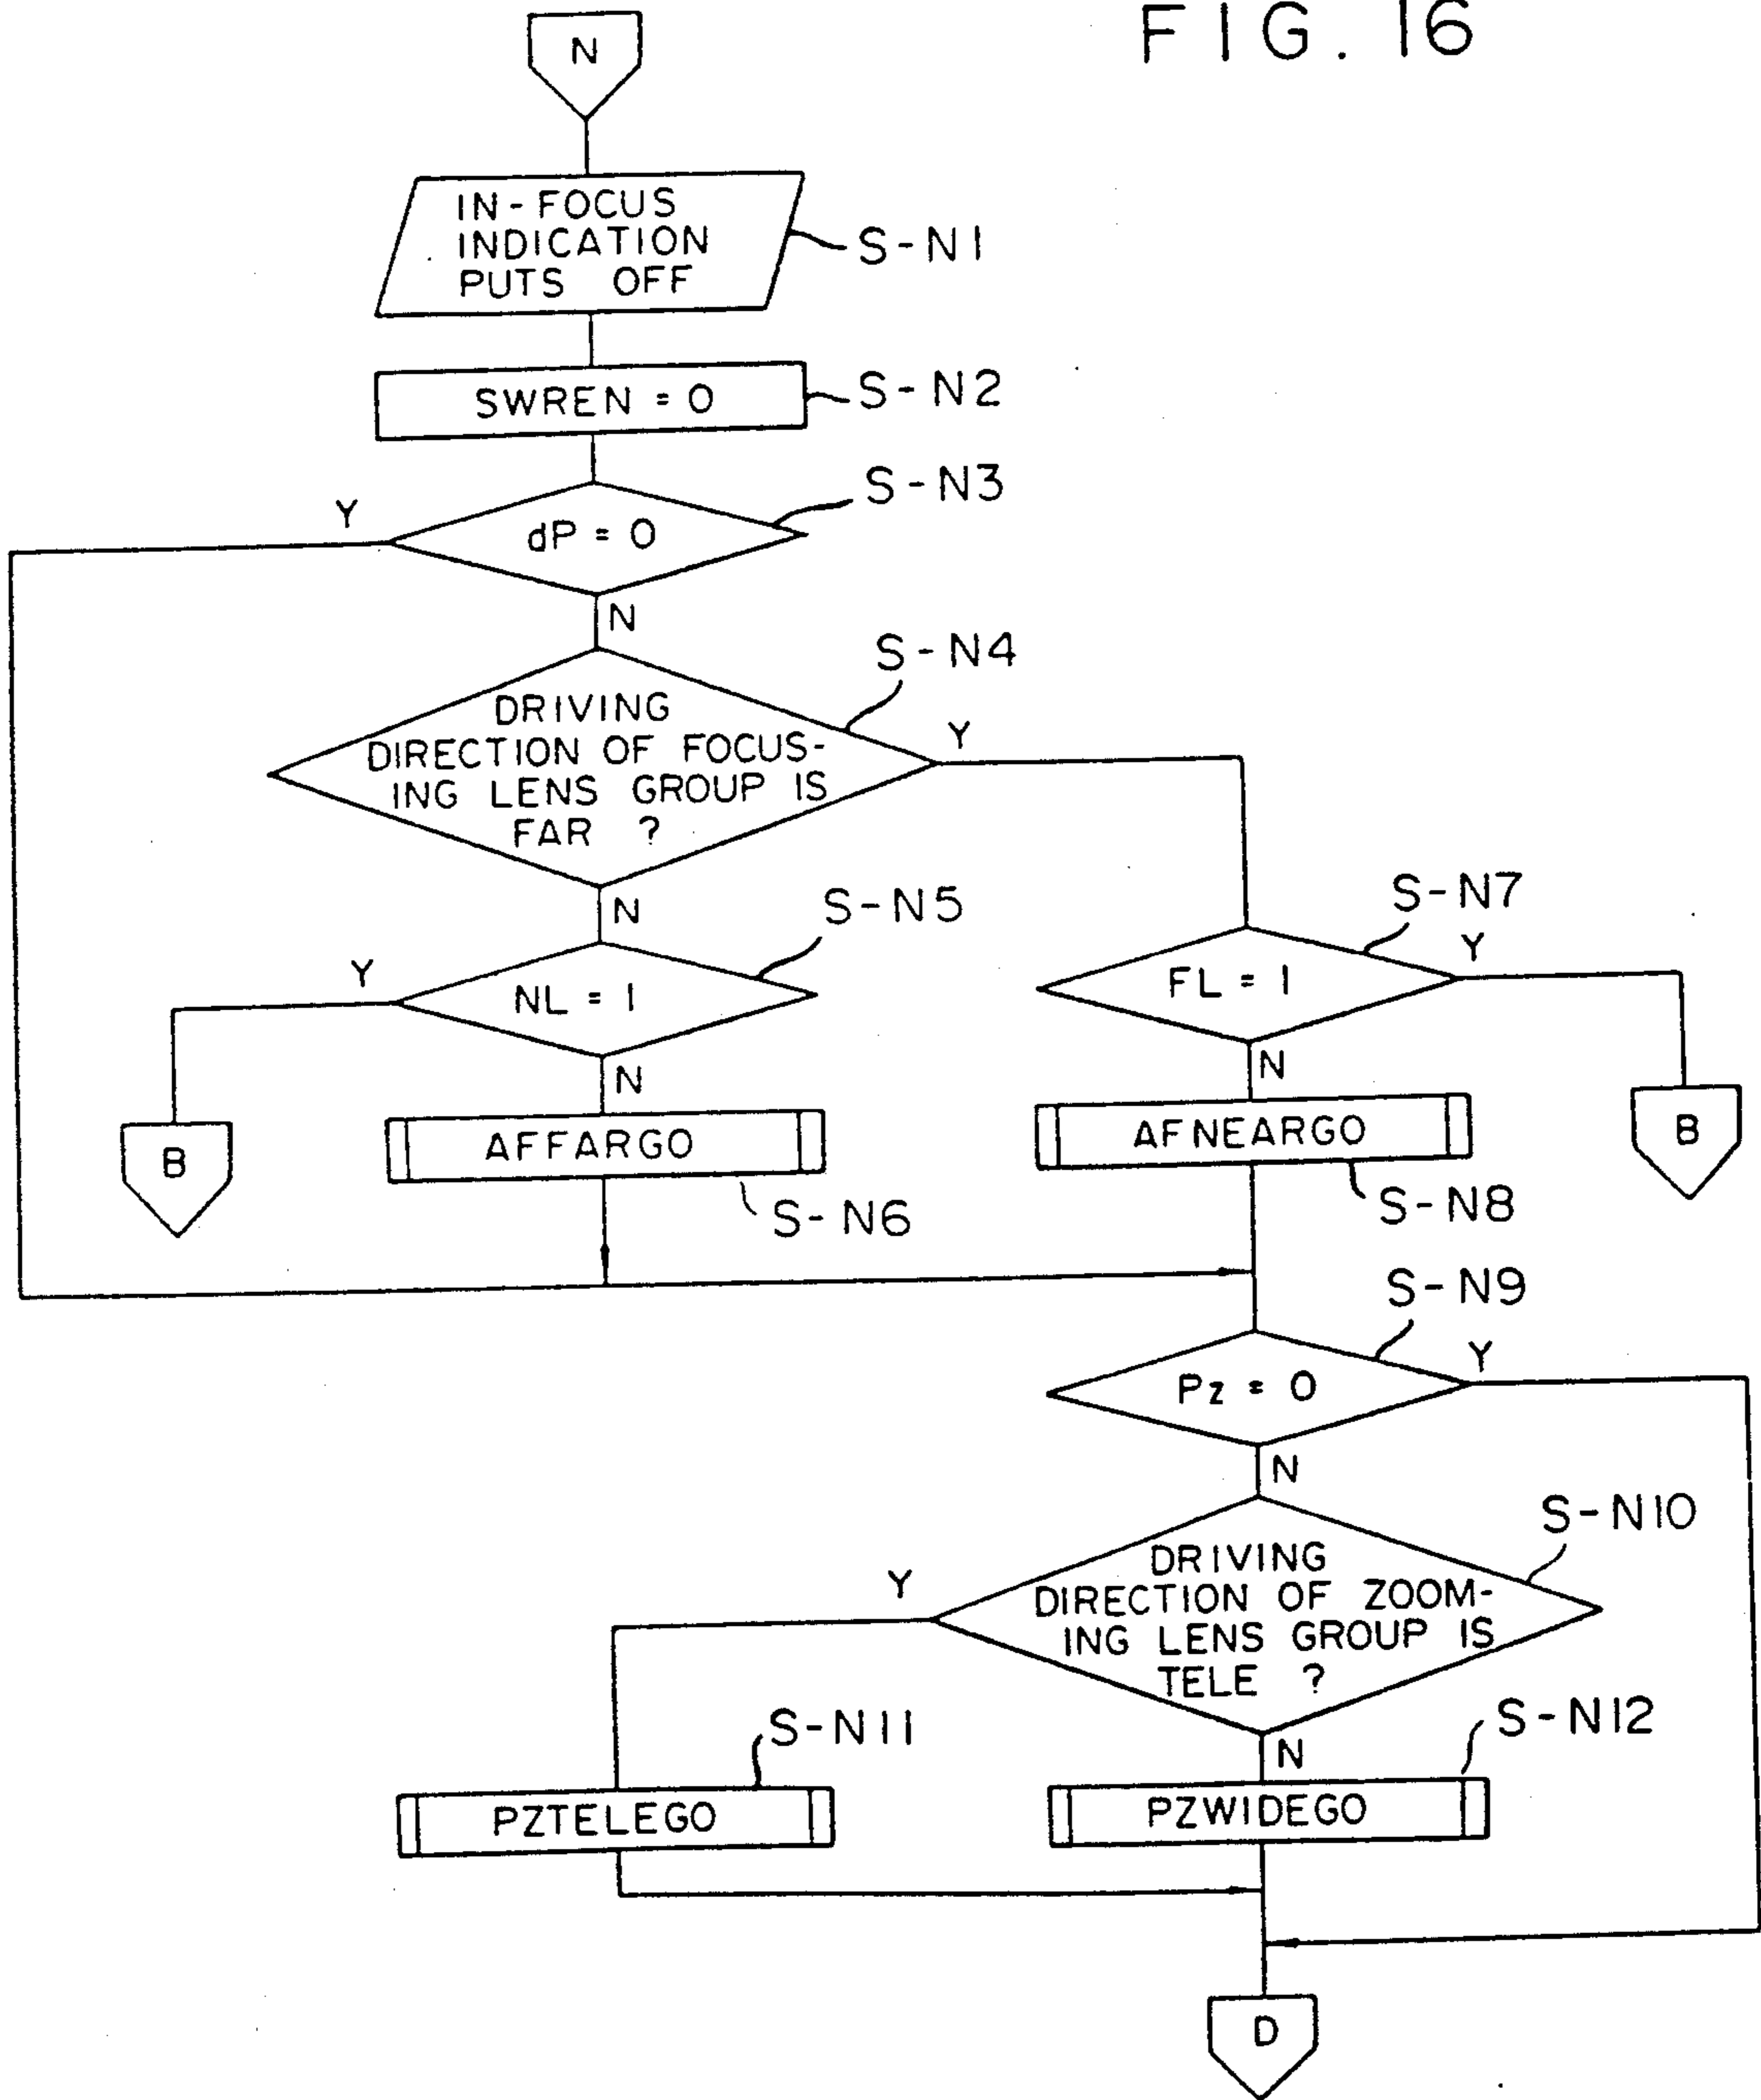 FIG. 16
N
IN-FOCUS
INDICATION
PUTS OFF
S-N1
SWREN = 0
S-N2
S-N3
Y
dP = 0
N
S-N4
DRIVING
DIRECTION OF FOCUS-
ING LENS GROUP IS
FAR ?
Y
N
S-N5
S-N7
Y
NL = 1
FL = 1
Y
N
N
B
AFFARGO
AFNEARGO
B
S-N6
S-N8
S-N9
Pz = 0
Y
N
S-N10
DRIVING
DIRECTION OF ZOOM-
ING LENS GROUP IS
TELE ?
Y
N
S-N11
S-N12
PZTELEGO
PZWIDEGO
D